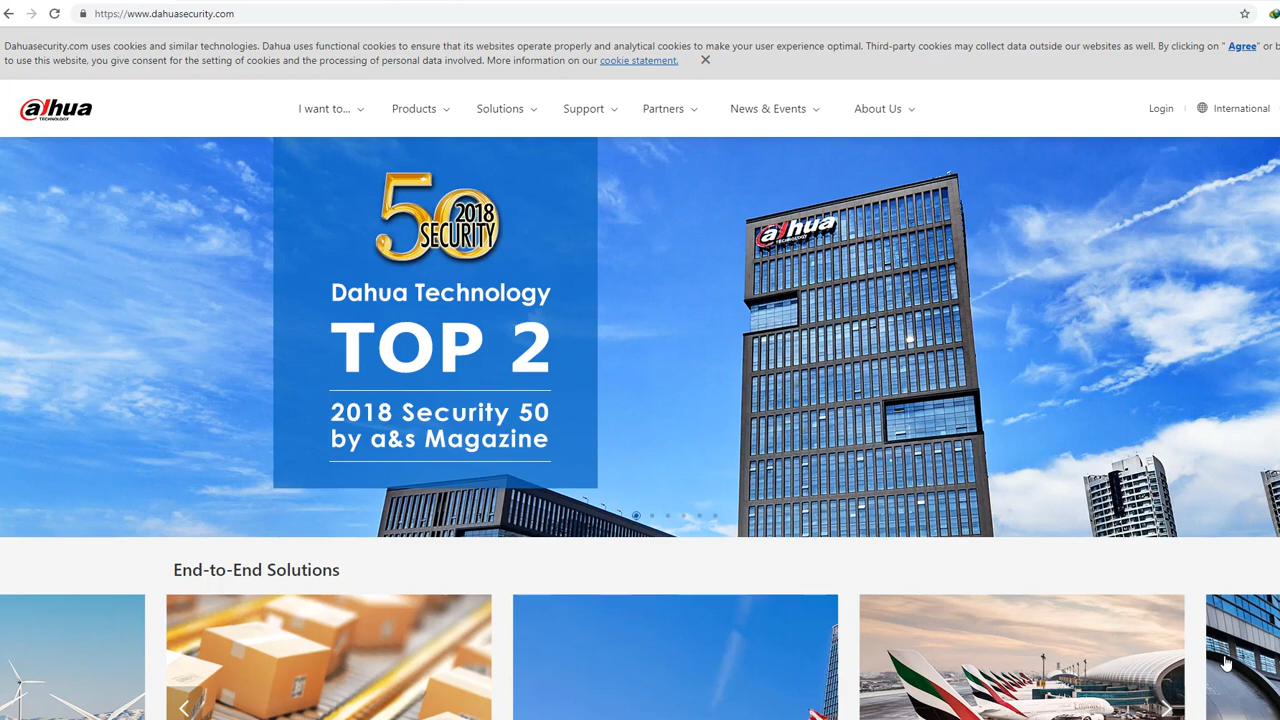 https://www.dahuasecurity.com
Dahuasecurity.com uses cookies and similar technologies. Dahua uses functional cookies to ensure that its websites operate properly and analytical cookies to make your user experience optimal. Third-party cookies may collect data outside our websites as well. By clicking on " Agree" or b
to use this website, you give consent for the setting of cookies and the processing of personal data involved. More information on our cookie statement.
alhua
TECHNOLOGY
I want to... Products Solutions Support Partners News & Events About Us Login International
50
2018
SECURITY
alhua
TECHNOLOGY
Dahua Technology
TOP 2
2018 Security 50
by a&s Magazine
End-to-End Solutions